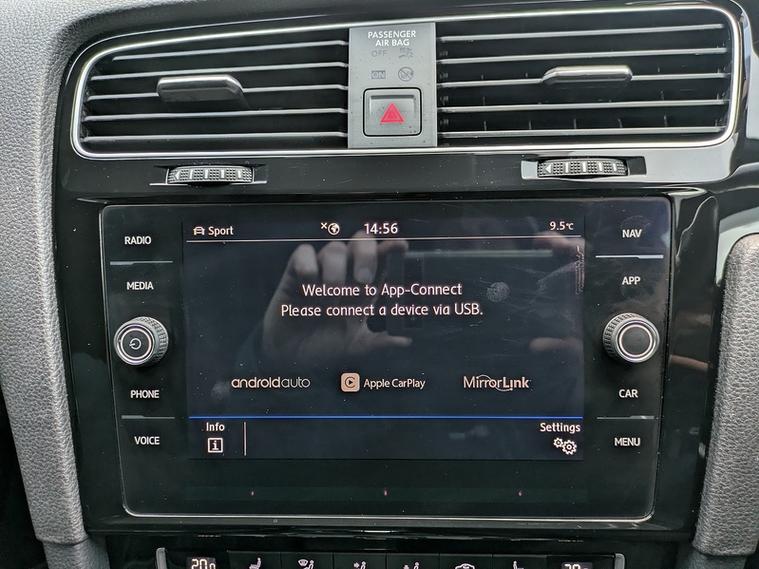 PASSENGER
AIR BAG
OFF
ON
RADIO
MEDIA
PHONE
VOICE
Sport
14:56
9.5°C
Welcome to App-Connect
Please connect a device via USB.
androidauto
Apple CarPlay
MirrorLink
Info
i
Settings
NAV
APP
CAR
MENU